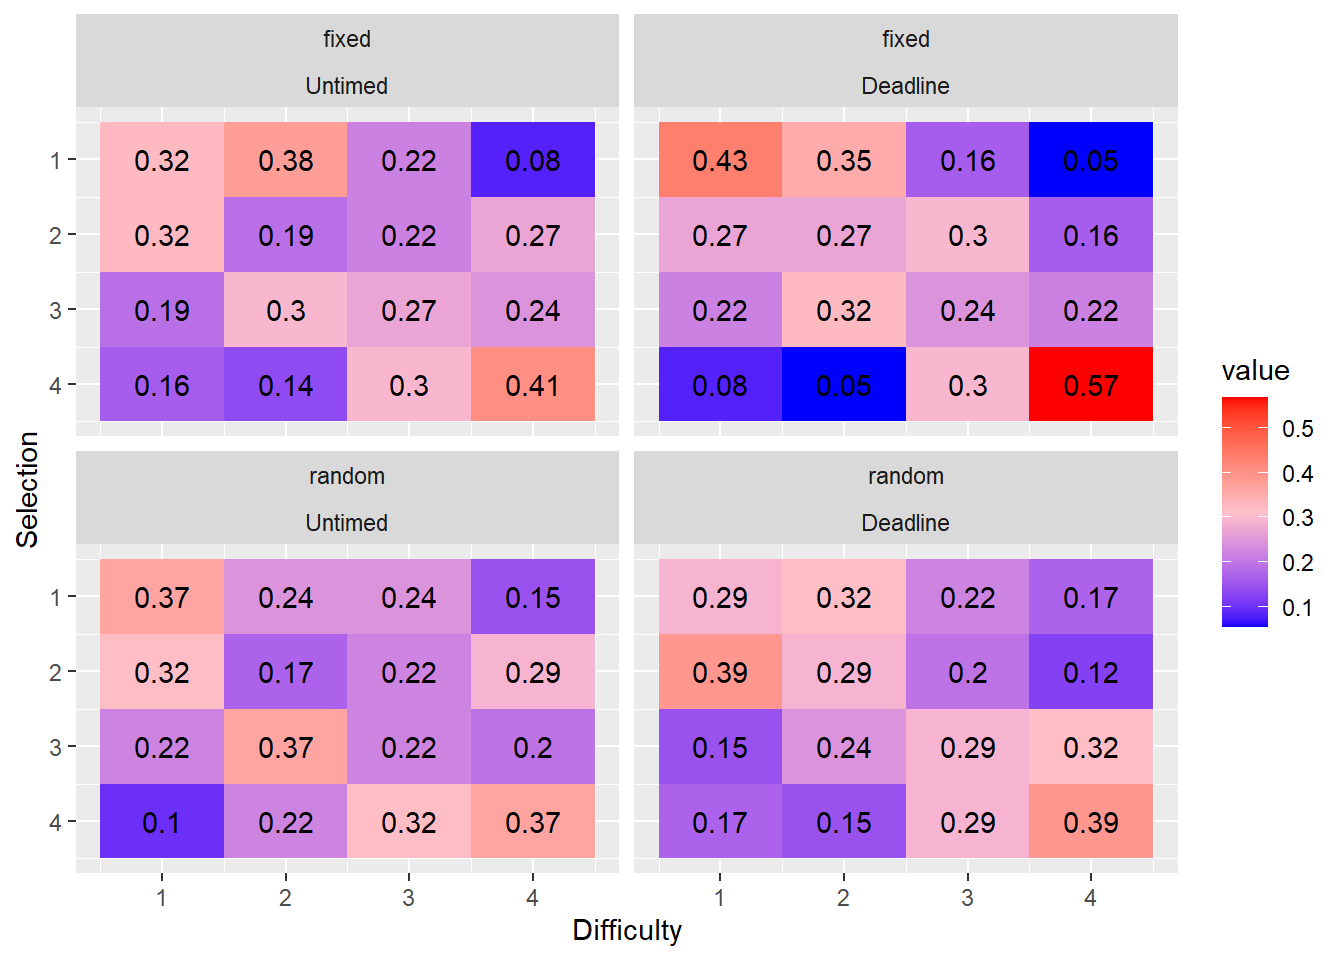 fixed
Untimed
fixed
Deadline
1 0.32 0.38 0.22 0.08
0.43 0.35 0.16 0.05
2 0.32 0.19 0.22 0.27
0.27 0.27 0.3 0.16
3 0.19 0.3 0.27 0.24
0.22 0.32 0.24 0.22
4 0.16 0.14 0.3 0.41
0.08 0.05 0.3 0.57
random
Untimed
random
Deadline
1 0.37 0.24 0.24 0.15
0.29 0.32 0.22 0.17
2 0.32 0.17 0.22 0.29
0.39 0.29 0.2 0.12
3 0.22 0.37 0.22 0.2
0.15 0.24 0.29 0.32
4 0.1 0.22 0.32 0.37
0.17 0.15 0.29 0.39
1 2 3 4
1 2 3 4
Difficulty
Selection
value
0.5
0.4
0.3
0.2
0.1